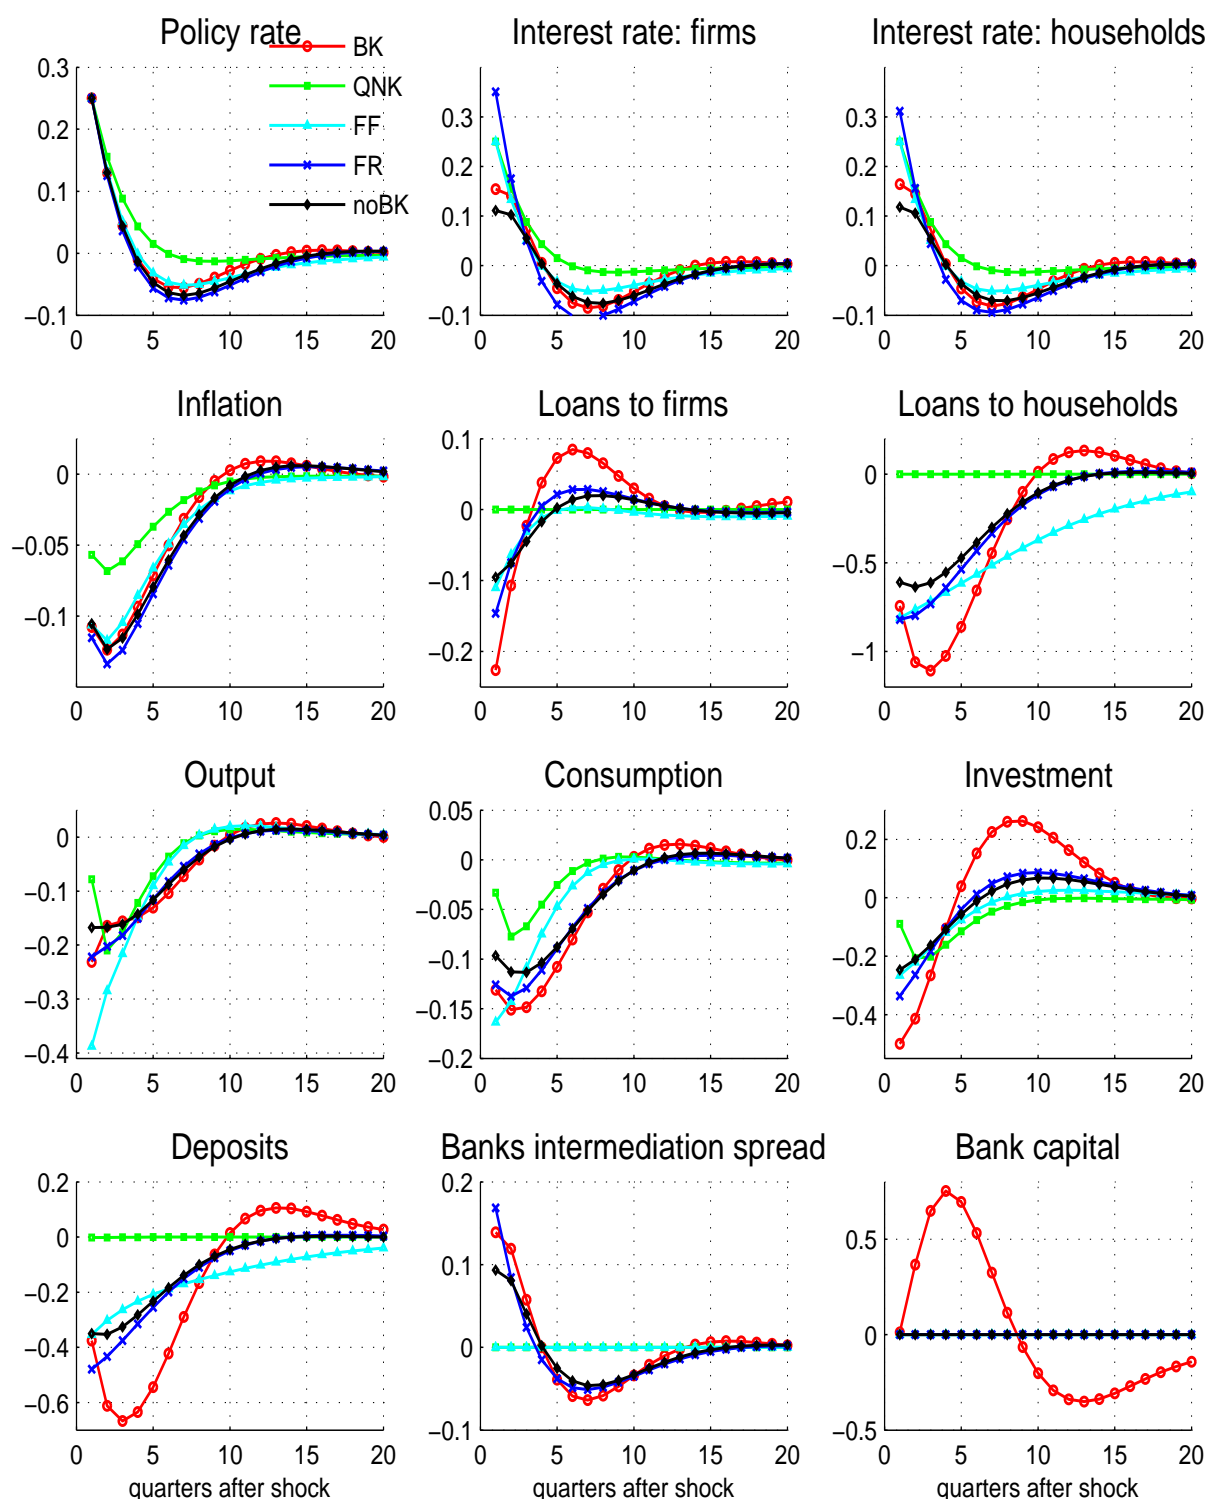 Policy rate
Interest rate: firms
Interest rate: households
BK
QNK
FF
FR
noBK
0.3
0.2
0.1
0
−0.1
0 5 10 15 20
0.3
0.2
0.1
0
−0.1
0 5 10 15 20
0.3
0.2
0.1
0
−0.1
0 5 10 15 20
Inflation
Loans to firms
Loans to households
0
−0.05
−0.1
0 5 10 15 20
0.1
0
−0.1
−0.2
0 5 10 15 20
0
−0.5
−1
0 5 10 15 20
Output
Consumption
Investment
0
−0.1
−0.2
−0.3
−0.4
0 5 10 15 20
0.05
0
−0.05
−0.1
−0.15
−0.2
0 5 10 15 20
0.2
0
−0.2
−0.4
0 5 10 15 20
Deposits
Banks intermediation spread
Bank capital
0.2
0
−0.2
−0.4
−0.6
0 5 10 15 20
quarters after shock
0.2
0.1
0
−0.1
0 5 10 15 20
quarters after shock
0.5
0
−0.5
0 5 10 15 20
quarters after shock